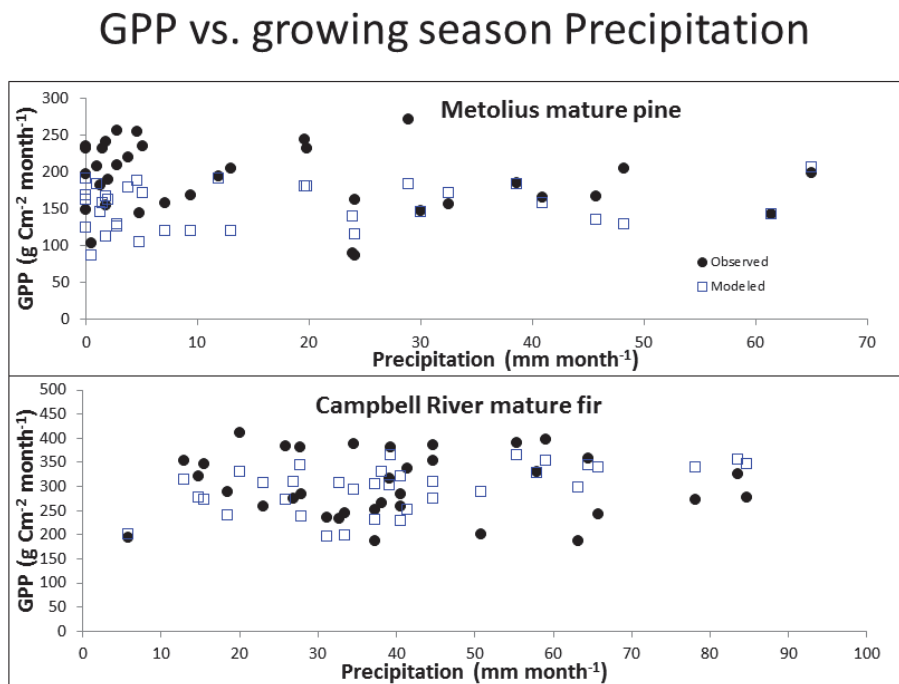 GPP vs. growing season Precipitation
Metolius mature pine
GPP (g Cm⁻² month⁻¹)
300
250
200
150
100
50
0
Observed
Modeled
0 10 20 30 40 50 60 70
Precipitation (mm month⁻¹)
Campbell River mature fir
GPP (g Cm⁻² month⁻¹)
500
450
400
350
300
250
200
150
100
50
0
0 10 20 30 40 50 60 70 80 90 100
Precipitation (mm month⁻¹)